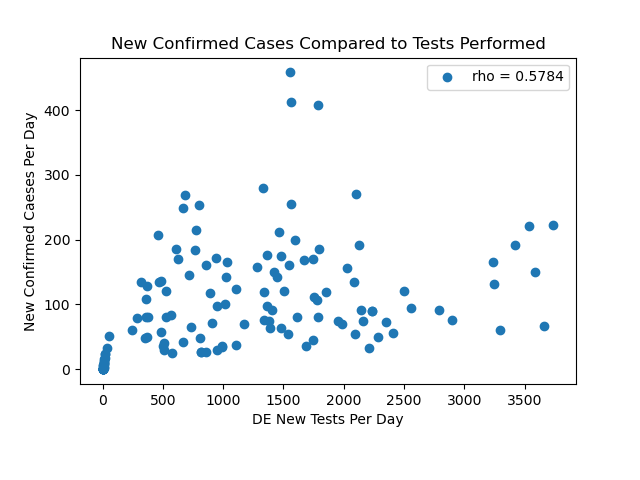 New Confirmed Cases Compared to Tests Performed
rho = 0.5784
New Confirmed Caeses Per Day
400
300
200
100
0
0 500 1000 1500 2000 2500 3000 3500
DE New Tests Per Day